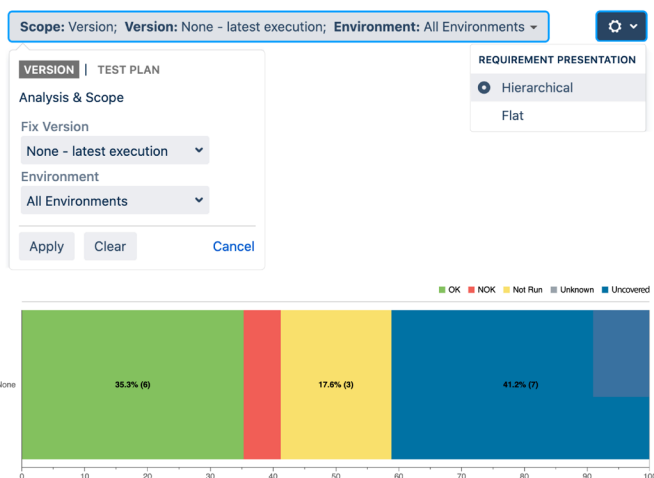 Scope: Version; Version: None - latest execution; Environment: All Environments
REQUIREMENT PRESENTATION
Hierarchical
Flat
VERSION | TEST PLAN
Analysis & Scope
Fix Version
None - latest execution
Environment
All Environments
Apply Clear Cancel
OK NOK Not Run Unknown Uncovered
None 35.3% (6) 17.6% (3) 41.2% (7)
0 10 20 30 40 50 60 70 80 90 100